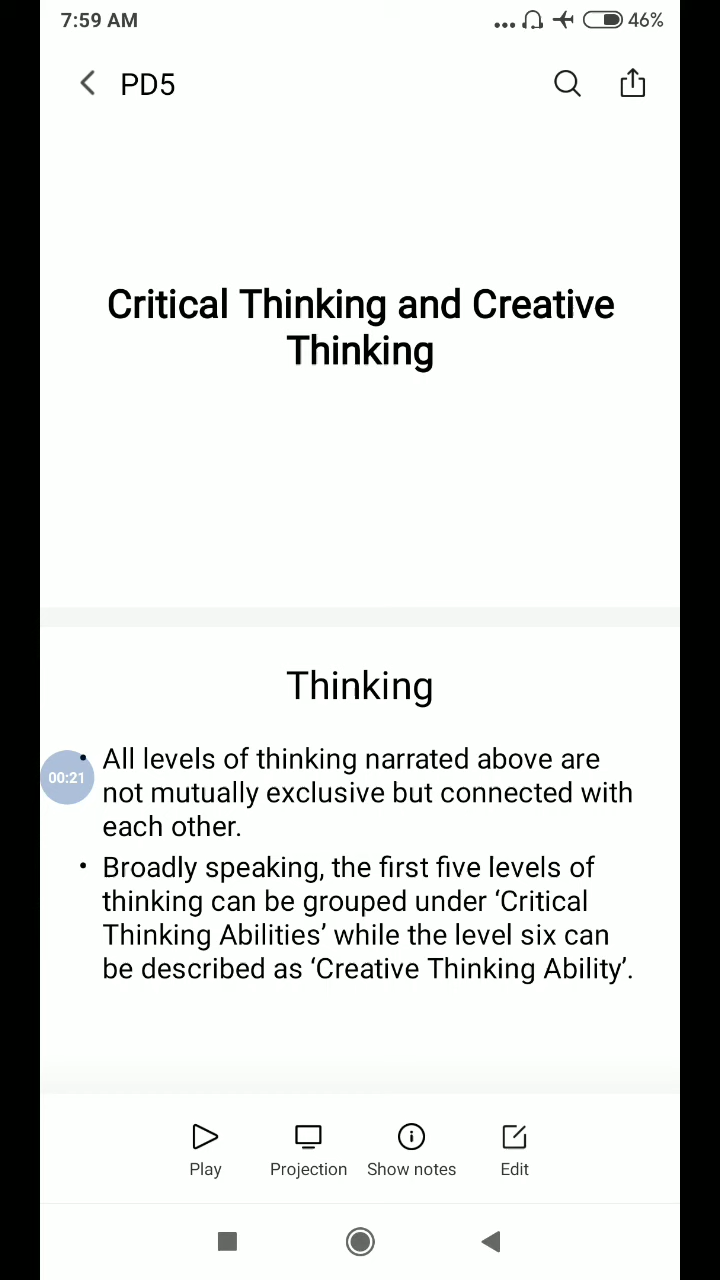 7:59 AM ... 46%
PD5
Critical Thinking and Creative
Thinking
Thinking
• All levels of thinking narrated above are
00:21
not mutually exclusive but connected with
each other.
• Broadly speaking, the first five levels of
thinking can be grouped under ‘Critical
Thinking Abilities’ while the level six can
be described as ‘Creative Thinking Ability’.
Play Projection Show notes Edit